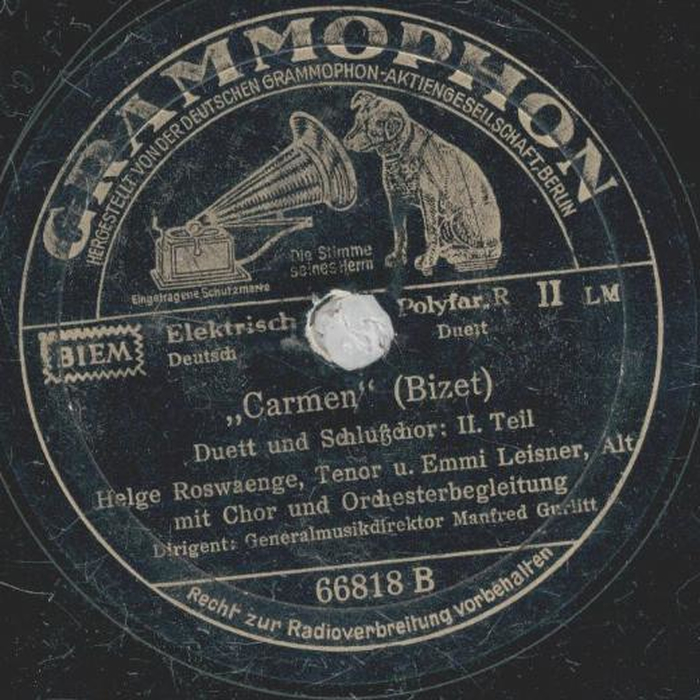 GRAMMOPHON
HERGESTELLT VON DER DEUTSCHEN GRAMMOPHON-AKTIENGESELLSCHAFT, BERLIN
Die Stimme
seines Herrn
Eingetragene Schutzmarke
BIEM
Elektrisch
Deutsch
Polyfar. R II LM
Duett
„Carmen“ (Bizet)
Duett und Schlußchor: II. Teil
Helge Roswaenge, Tenor u. Emmi Leisner, Alt
mit Chor und Orchesterbegleitung
Dirigent: Generalmusikdirektor Manfred Gurlitt
66818 B
Recht zur Radioverbreitung vorbehalten